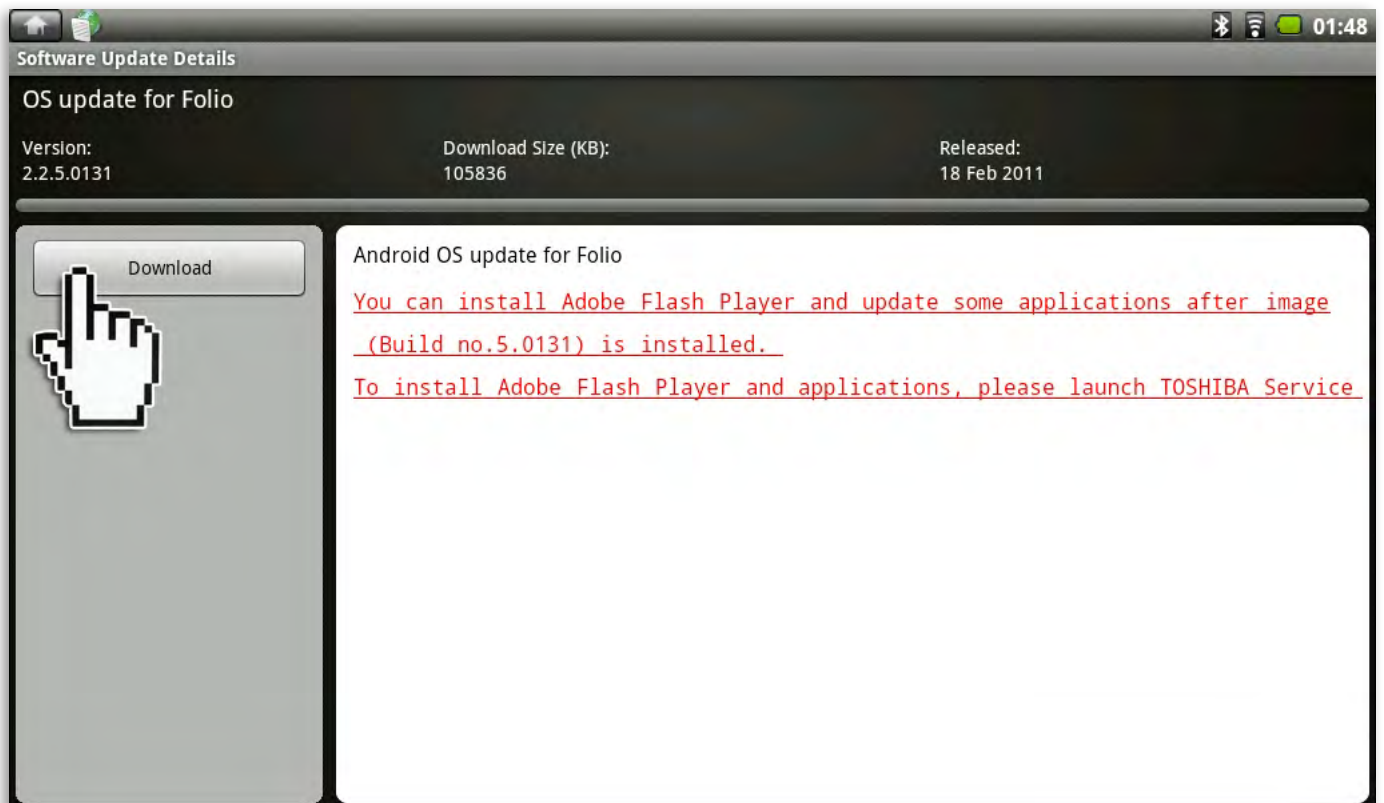 01:48
Software Update Details
OS update for Folio
Version:
2.2.5.0131
Download Size (KB):
105836
Released:
18 Feb 2011
Download
Android OS update for Folio
You can install Adobe Flash Player and update some applications after image
(Build no.5.0131) is installed.
To install Adobe Flash Player and applications, please launch TOSHIBA Service